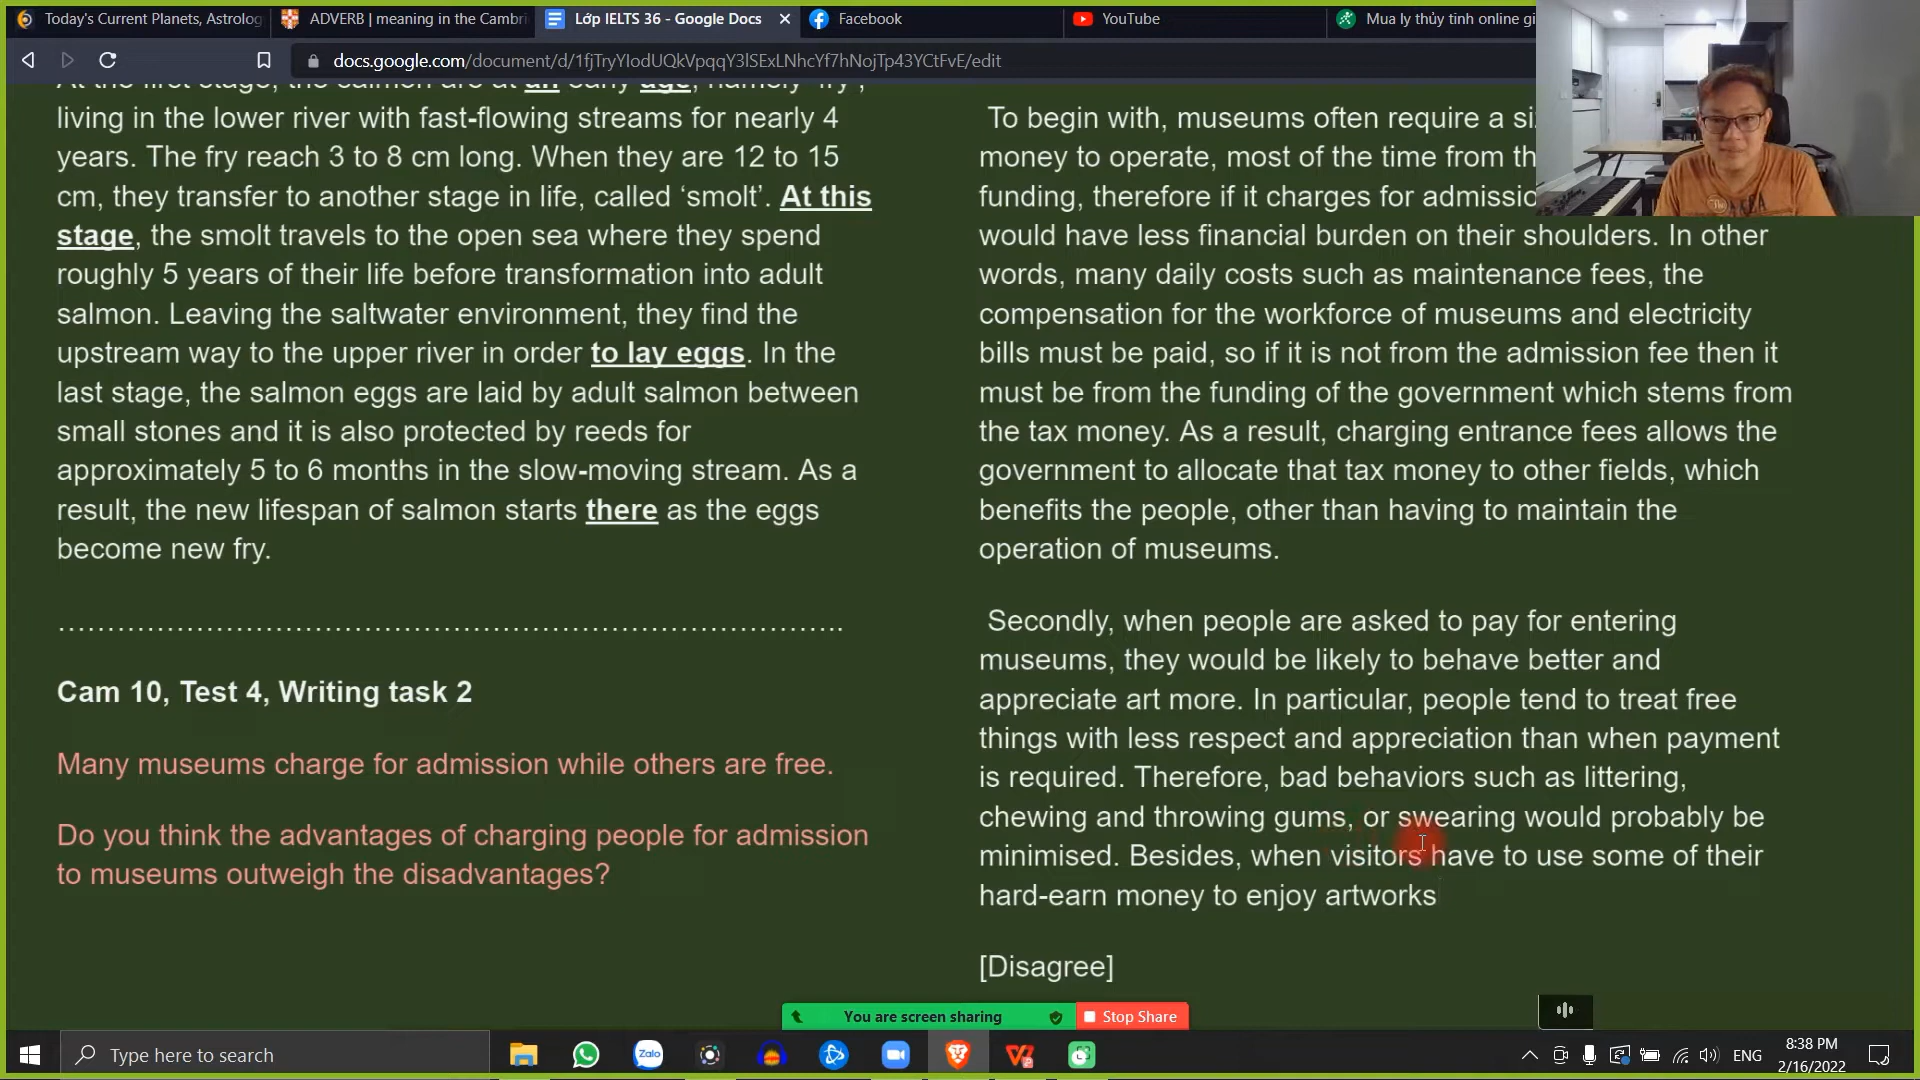 Today's Current Planets, Astrolog
ADVERB | meaning in the Cambri
Lớp IELTS 36 - Google Docs
Facebook
YouTube
Mua ly thủy tinh online gi
docs.google.com/document/d/1fjTryYIodUQkVpqqY3lSExLNhcYf7hNojTp43YCtFvE/edit
At the first stage, the salmon are at an early age, namely 'fry',
living in the lower river with fast-flowing streams for nearly 4
years. The fry reach 3 to 8 cm long. When they are 12 to 15
cm, they transfer to another stage in life, called ‘smolt’. At this
stage, the smolt travels to the open sea where they spend
roughly 5 years of their life before transformation into adult
salmon. Leaving the saltwater environment, they find the
upstream way to the upper river in order to lay eggs. In the
last stage, the salmon eggs are laid by adult salmon between
small stones and it is also protected by reeds for
approximately 5 to 6 months in the slow-moving stream. As a
result, the new lifespan of salmon starts there as the eggs
become new fry.
…………………………………………………………………..
Cam 10, Test 4, Writing task 2
Many museums charge for admission while others are free.
Do you think the advantages of charging people for admission
to museums outweigh the disadvantages?
To begin with, museums often require a
money to operate, most of the time from
funding, therefore if it charges for
would have less financial burden on their shoulders. In other
words, many daily costs such as maintenance fees, the
compensation for the workforce of museums and electricity
bills must be paid, so if it is not from the admission fee then it
must be from the funding of the government which stems from
the tax money. As a result, charging entrance fees allows the
government to allocate that tax money to other fields, which
benefits the people, other than having to maintain the
operation of museums.
Secondly, when people are asked to pay for entering
museums, they would be likely to behave better and
appreciate art more. In particular, people tend to treat free
things with less respect and appreciation than when payment
is required. Therefore, bad behaviors such as littering,
chewing and throwing gums, or swearing would probably be
minimised. Besides, when visitors have to use some of their
hard-earn money to enjoy artworks
[Disagree]
You are screen sharing
Stop Share
Type here to search
Zalo
ENG
8:38 PM
2/16/2022